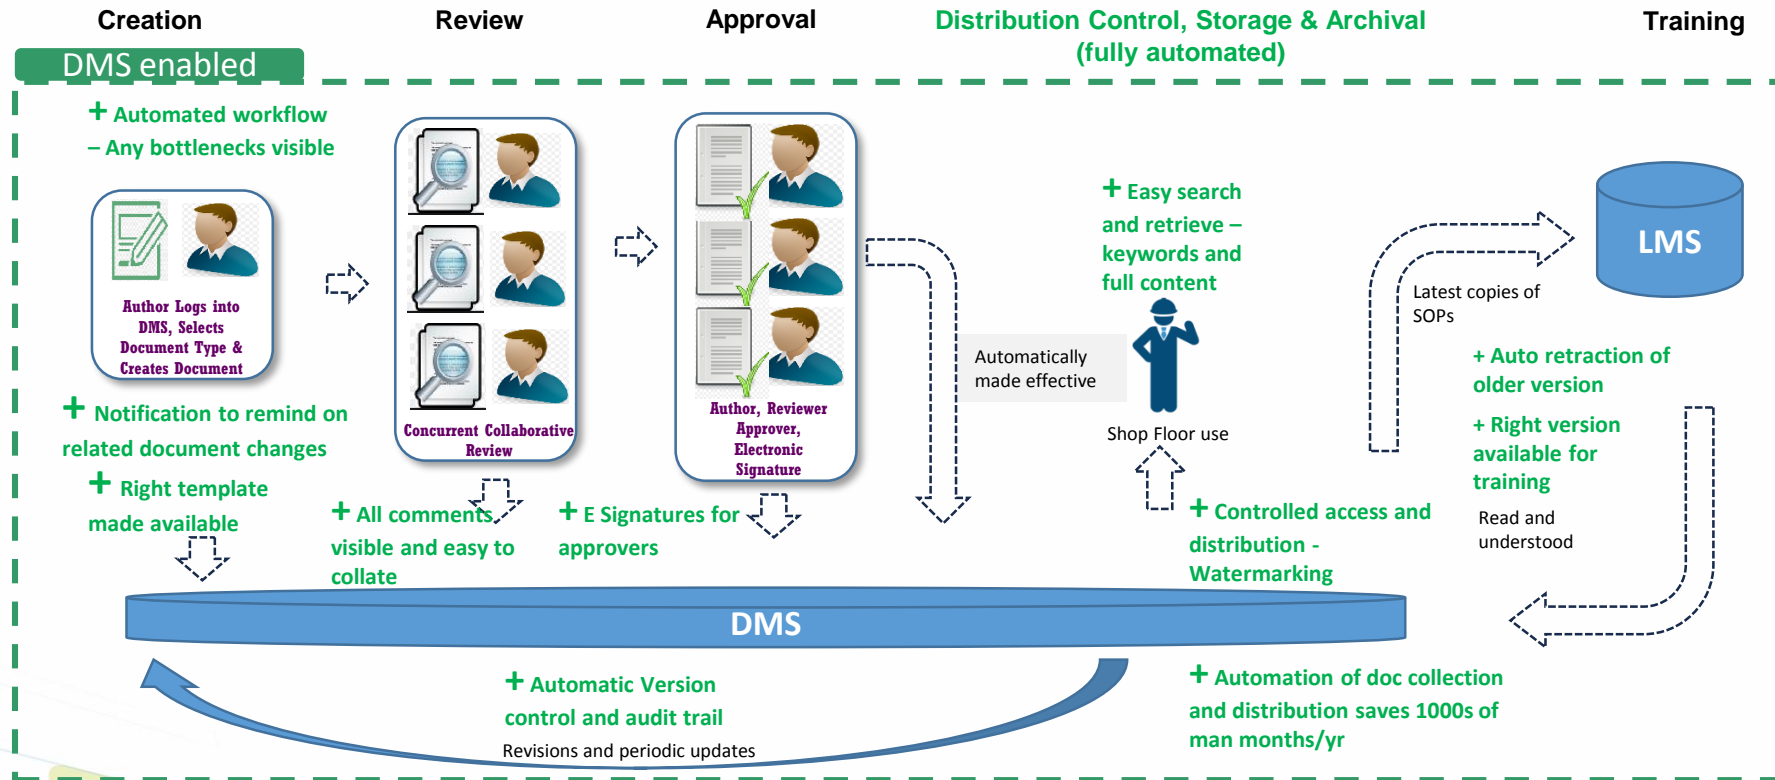 Creation
Review
Approval
Distribution Control, Storage & Archival
(fully automated)
Training
DMS enabled
+ Automated workflow
– Any bottlenecks visible
Author Logs into
DMS, Selects
Document Type &
Creates Document
+ Notification to remind on
related document changes
+ Right template
made available
Concurrent Collaborative
Review
+ All comments
visible and easy to
collate
Author, Reviewer
Approver,
Electronic
Signature
+ E Signatures for
approvers
Automatically
made effective
+ Easy search
and retrieve –
keywords and
full content
Shop Floor use
+ Controlled access and
distribution -
Watermarking
Latest copies of
SOPs
LMS
+ Auto retraction of
older version
+ Right version
available for
training
Read and
understood
DMS
+ Automatic Version
control and audit trail
Revisions and periodic updates
+ Automation of doc collection
and distribution saves 1000s of
man months/yr